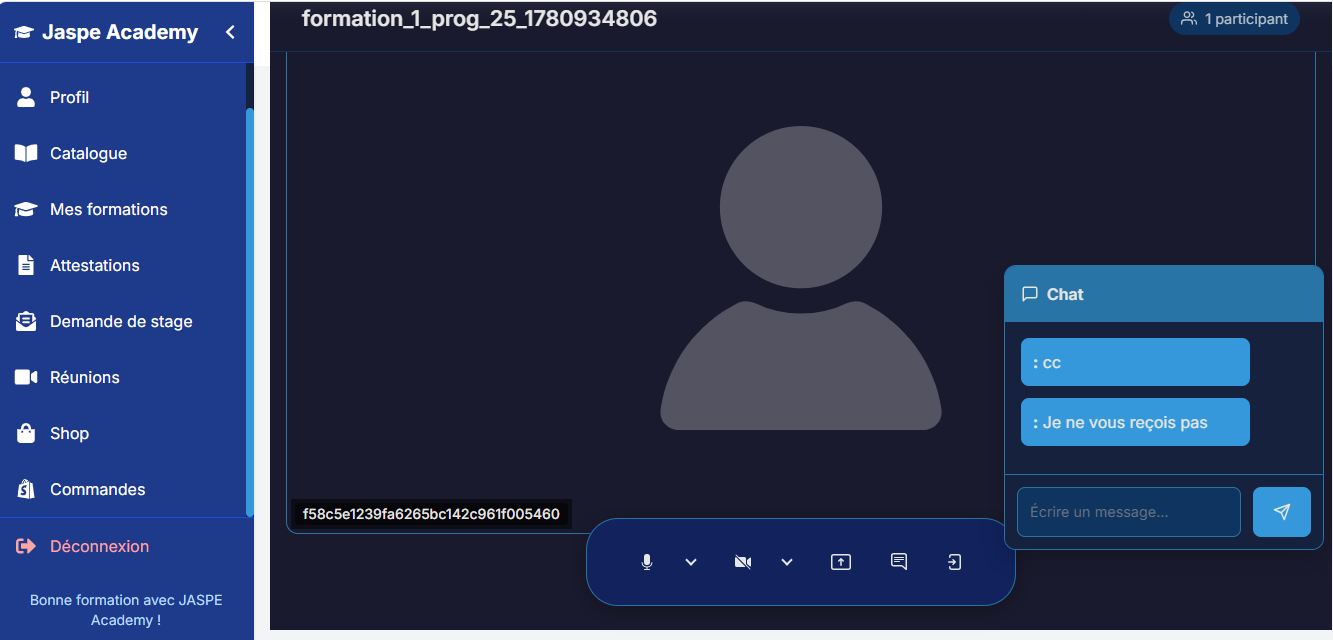 Jaspe Academy
Profil
Catalogue
Mes formations
Attestations
Demande de stage
Réunions
Shop
Commandes
Déconnexion
Bonne formation avec JASPE
Academy !
formation_1_prog_25_1780934806
1 participant
f58c5e1239fa6265bc142c961f005460
Chat
: cc
: Je ne vous reçois pas
Écrire un message...